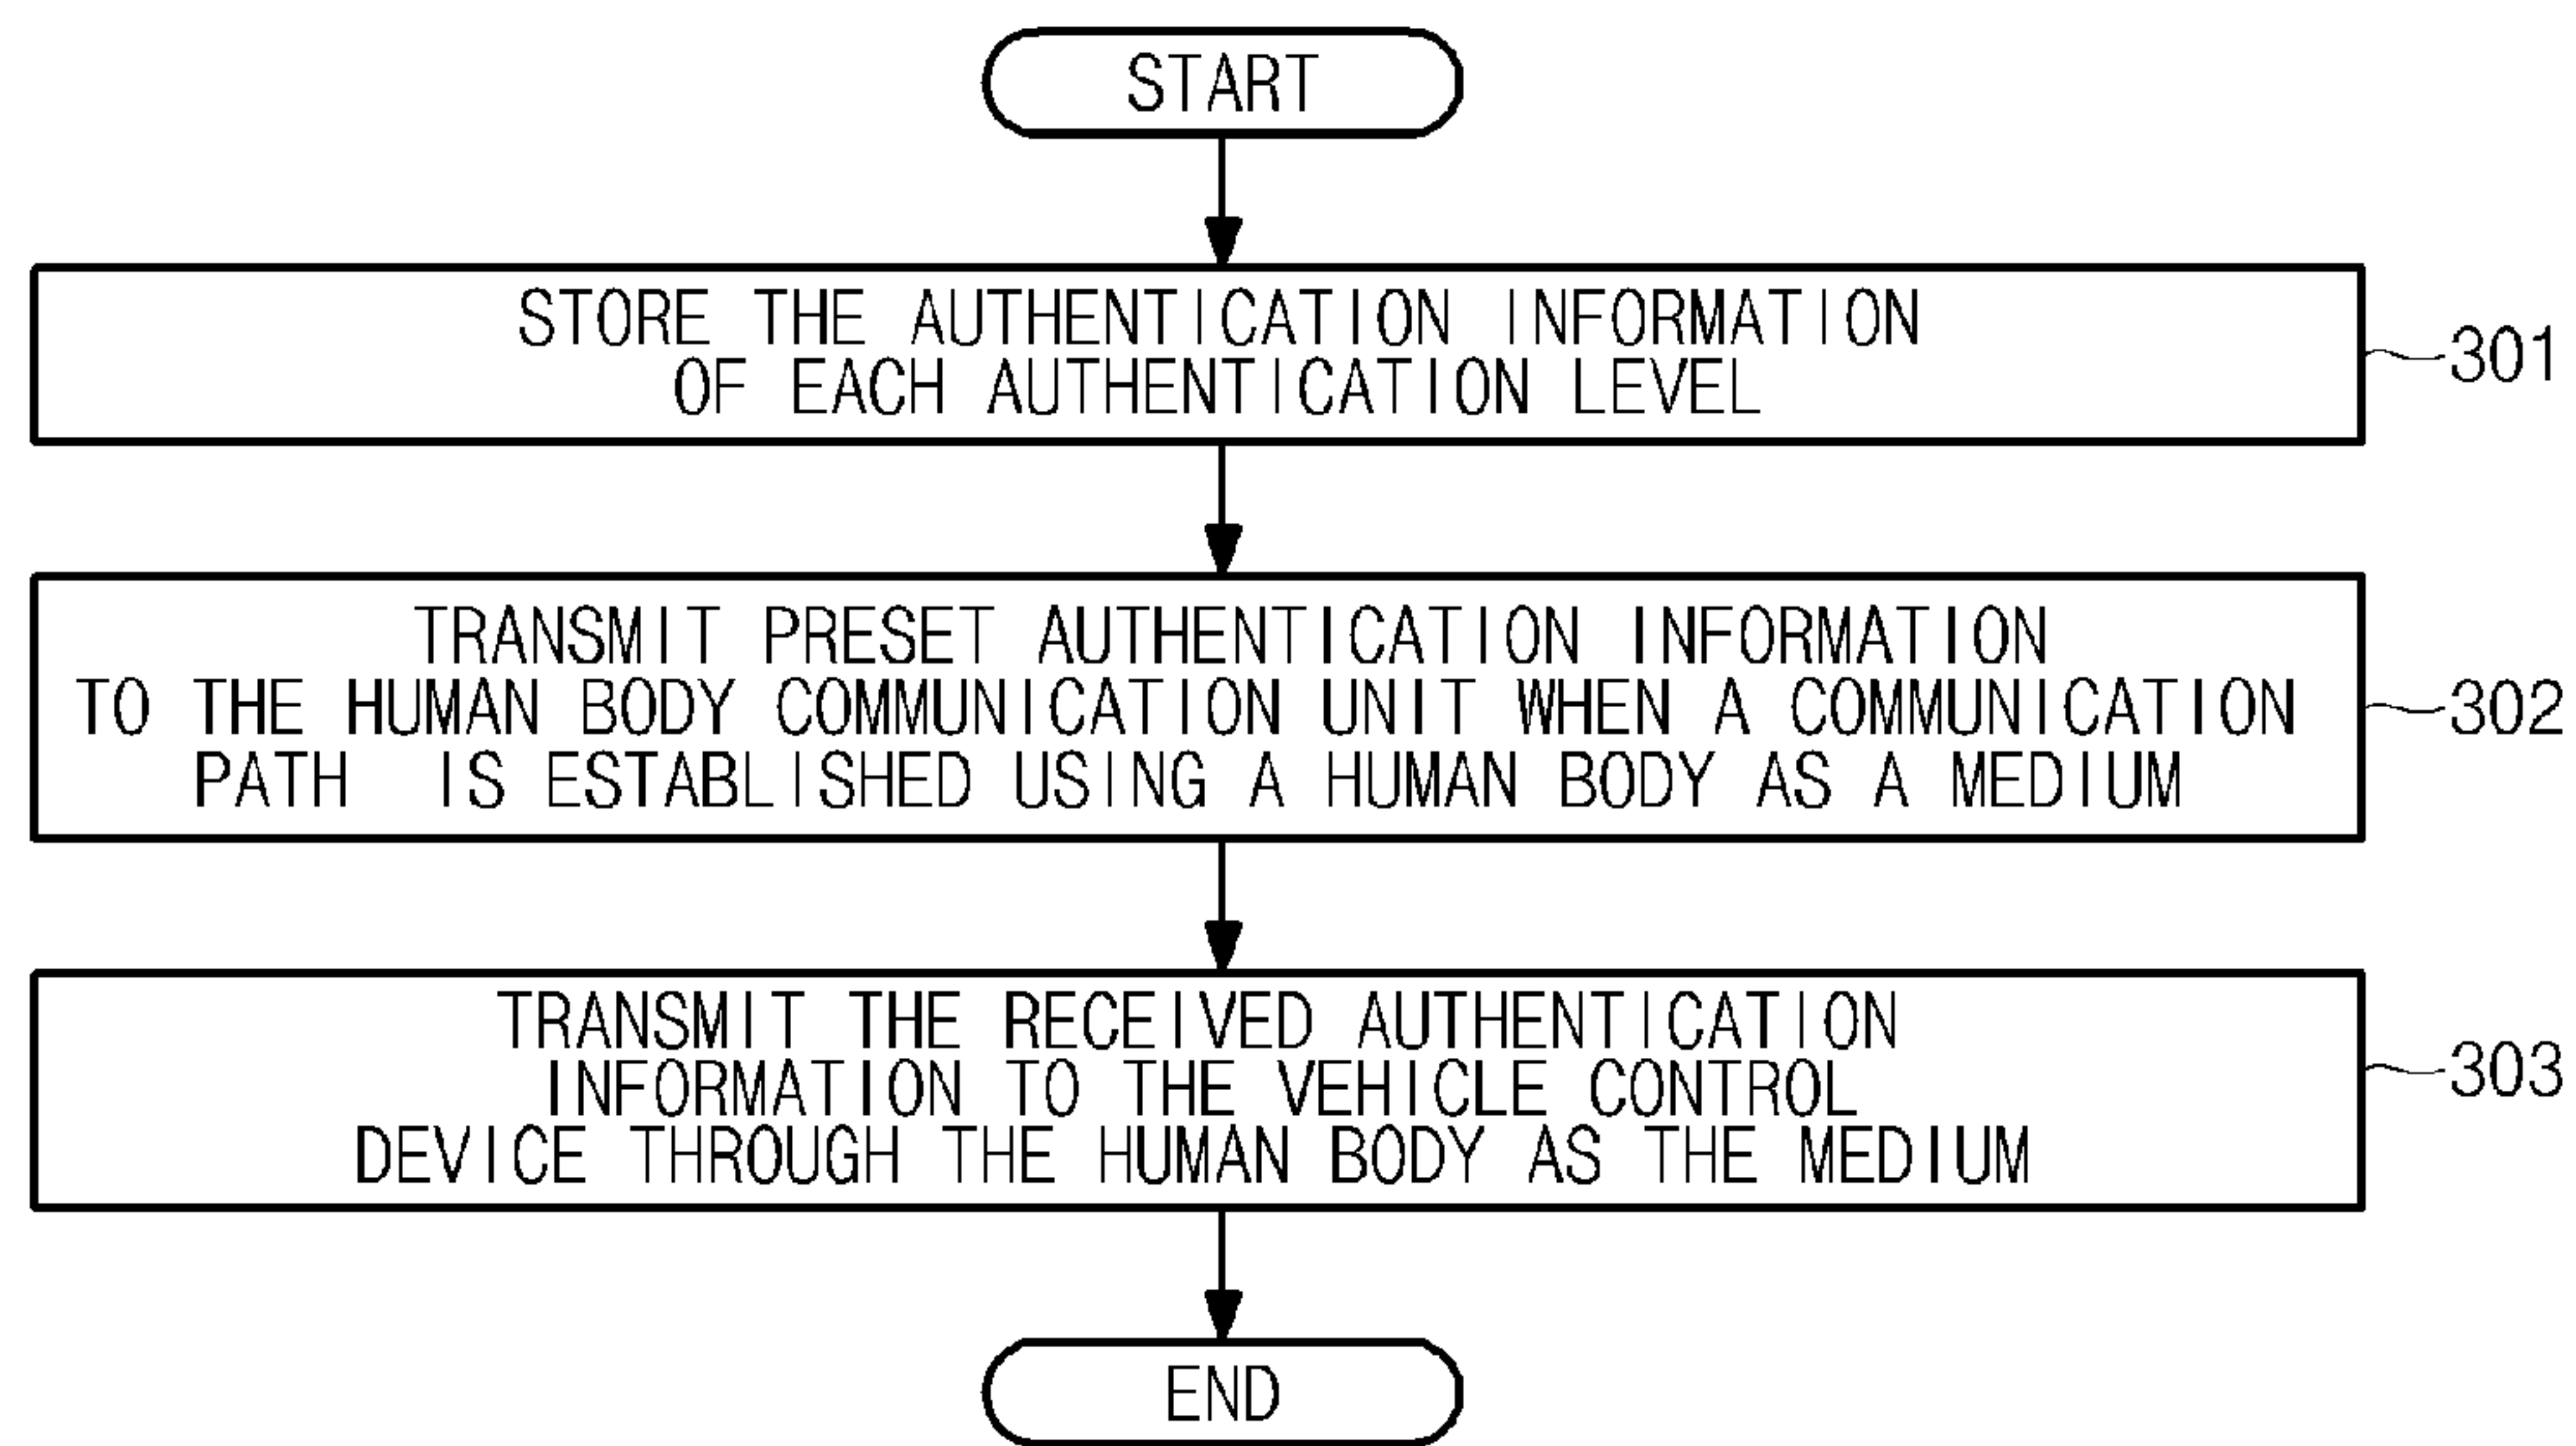 START
STORE THE AUTHENTICATION INFORMATION
OF EACH AUTHENTICATION LEVEL
301
TRANSMIT PRESET AUTHENTICATION INFORMATION
TO THE HUMAN BODY COMMUNICATION UNIT WHEN A COMMUNICATION
PATH IS ESTABLISHED USING A HUMAN BODY AS A MEDIUM
302
TRANSMIT THE RECEIVED AUTHENTICATION
INFORMATION TO THE VEHICLE CONTROL
DEVICE THROUGH THE HUMAN BODY AS THE MEDIUM
303
END